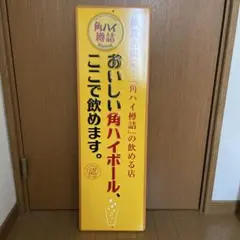 角ハイ
樽詰
角ハイ樽詰」の飲める店
おいしい角ハイボール、
ここで飲めます。